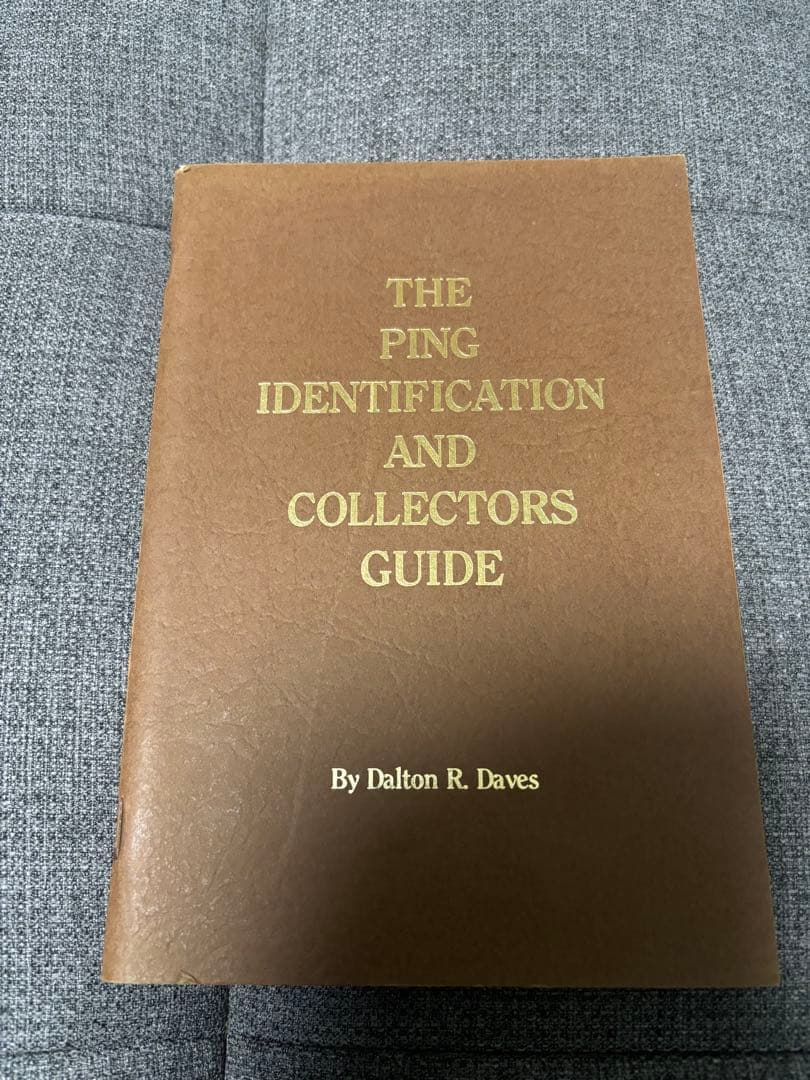 THE
PING
IDENTIFICATION
AND
COLLECTORS
GUIDE
By Dalton R. Daves